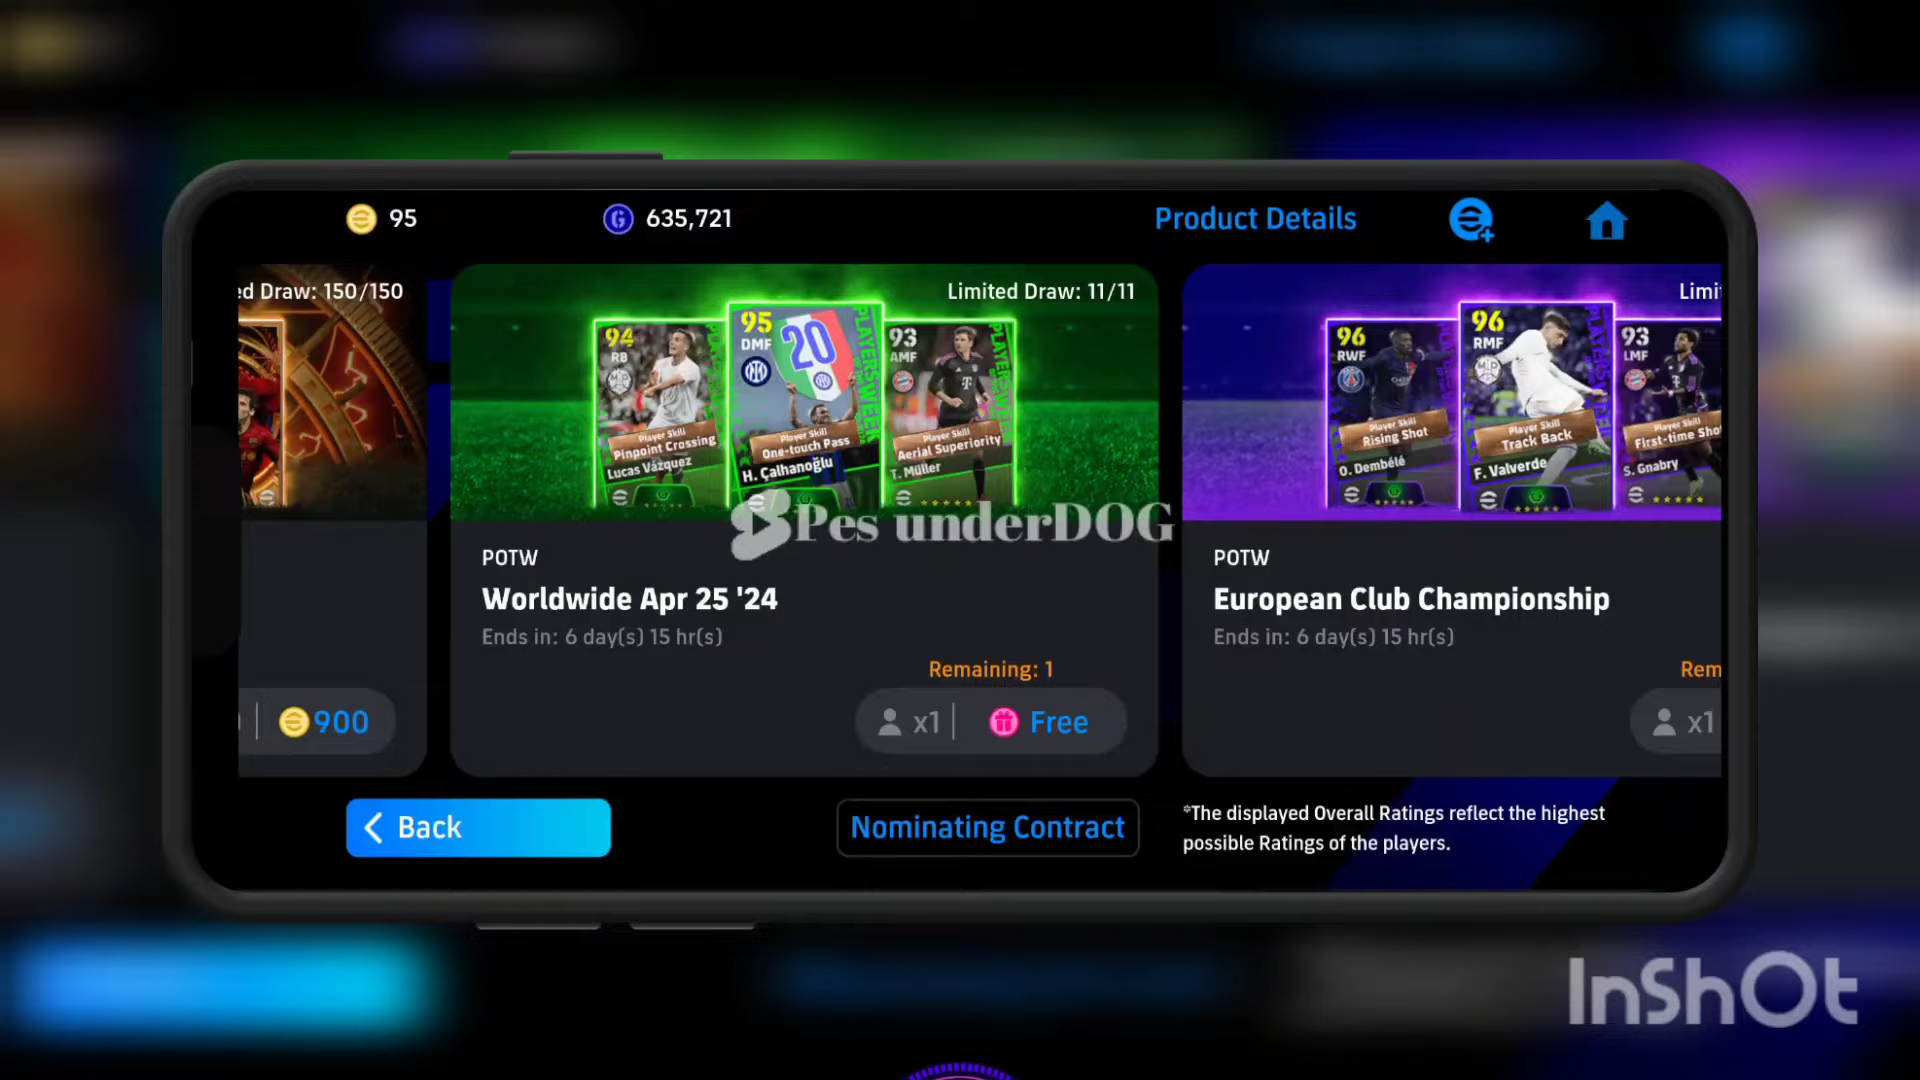 95
635,721
Product Details
ed Draw: 150/150
900
Limited Draw: 11/11
94
RB
Player Skill
Pinpoint Crossing
Lucas Vázquez
95
DMF
20
PLAYERS WEEK
Player Skill
One-touch Pass
H. Çalhanoğlu
93
AMF
Player Skill
Aerial Superiority
T. Müller
Pes underDOG
POTW
Worldwide Apr 25 '24
Ends in: 6 day(s) 15 hr(s)
Remaining: 1
x1
Free
Limi
96
RWF
Player Skill
Rising Shot
O. Dembélé
96
RMF
Player Skill
Track Back
F. Valverde
93
LMF
Player Skill
First-time Sho
S. Gnabry
POTW
European Club Championship
Ends in: 6 day(s) 15 hr(s)
Rem
x1
Back
Nominating Contract
*The displayed Overall Ratings reflect the highest
possible Ratings of the players.
InShOt